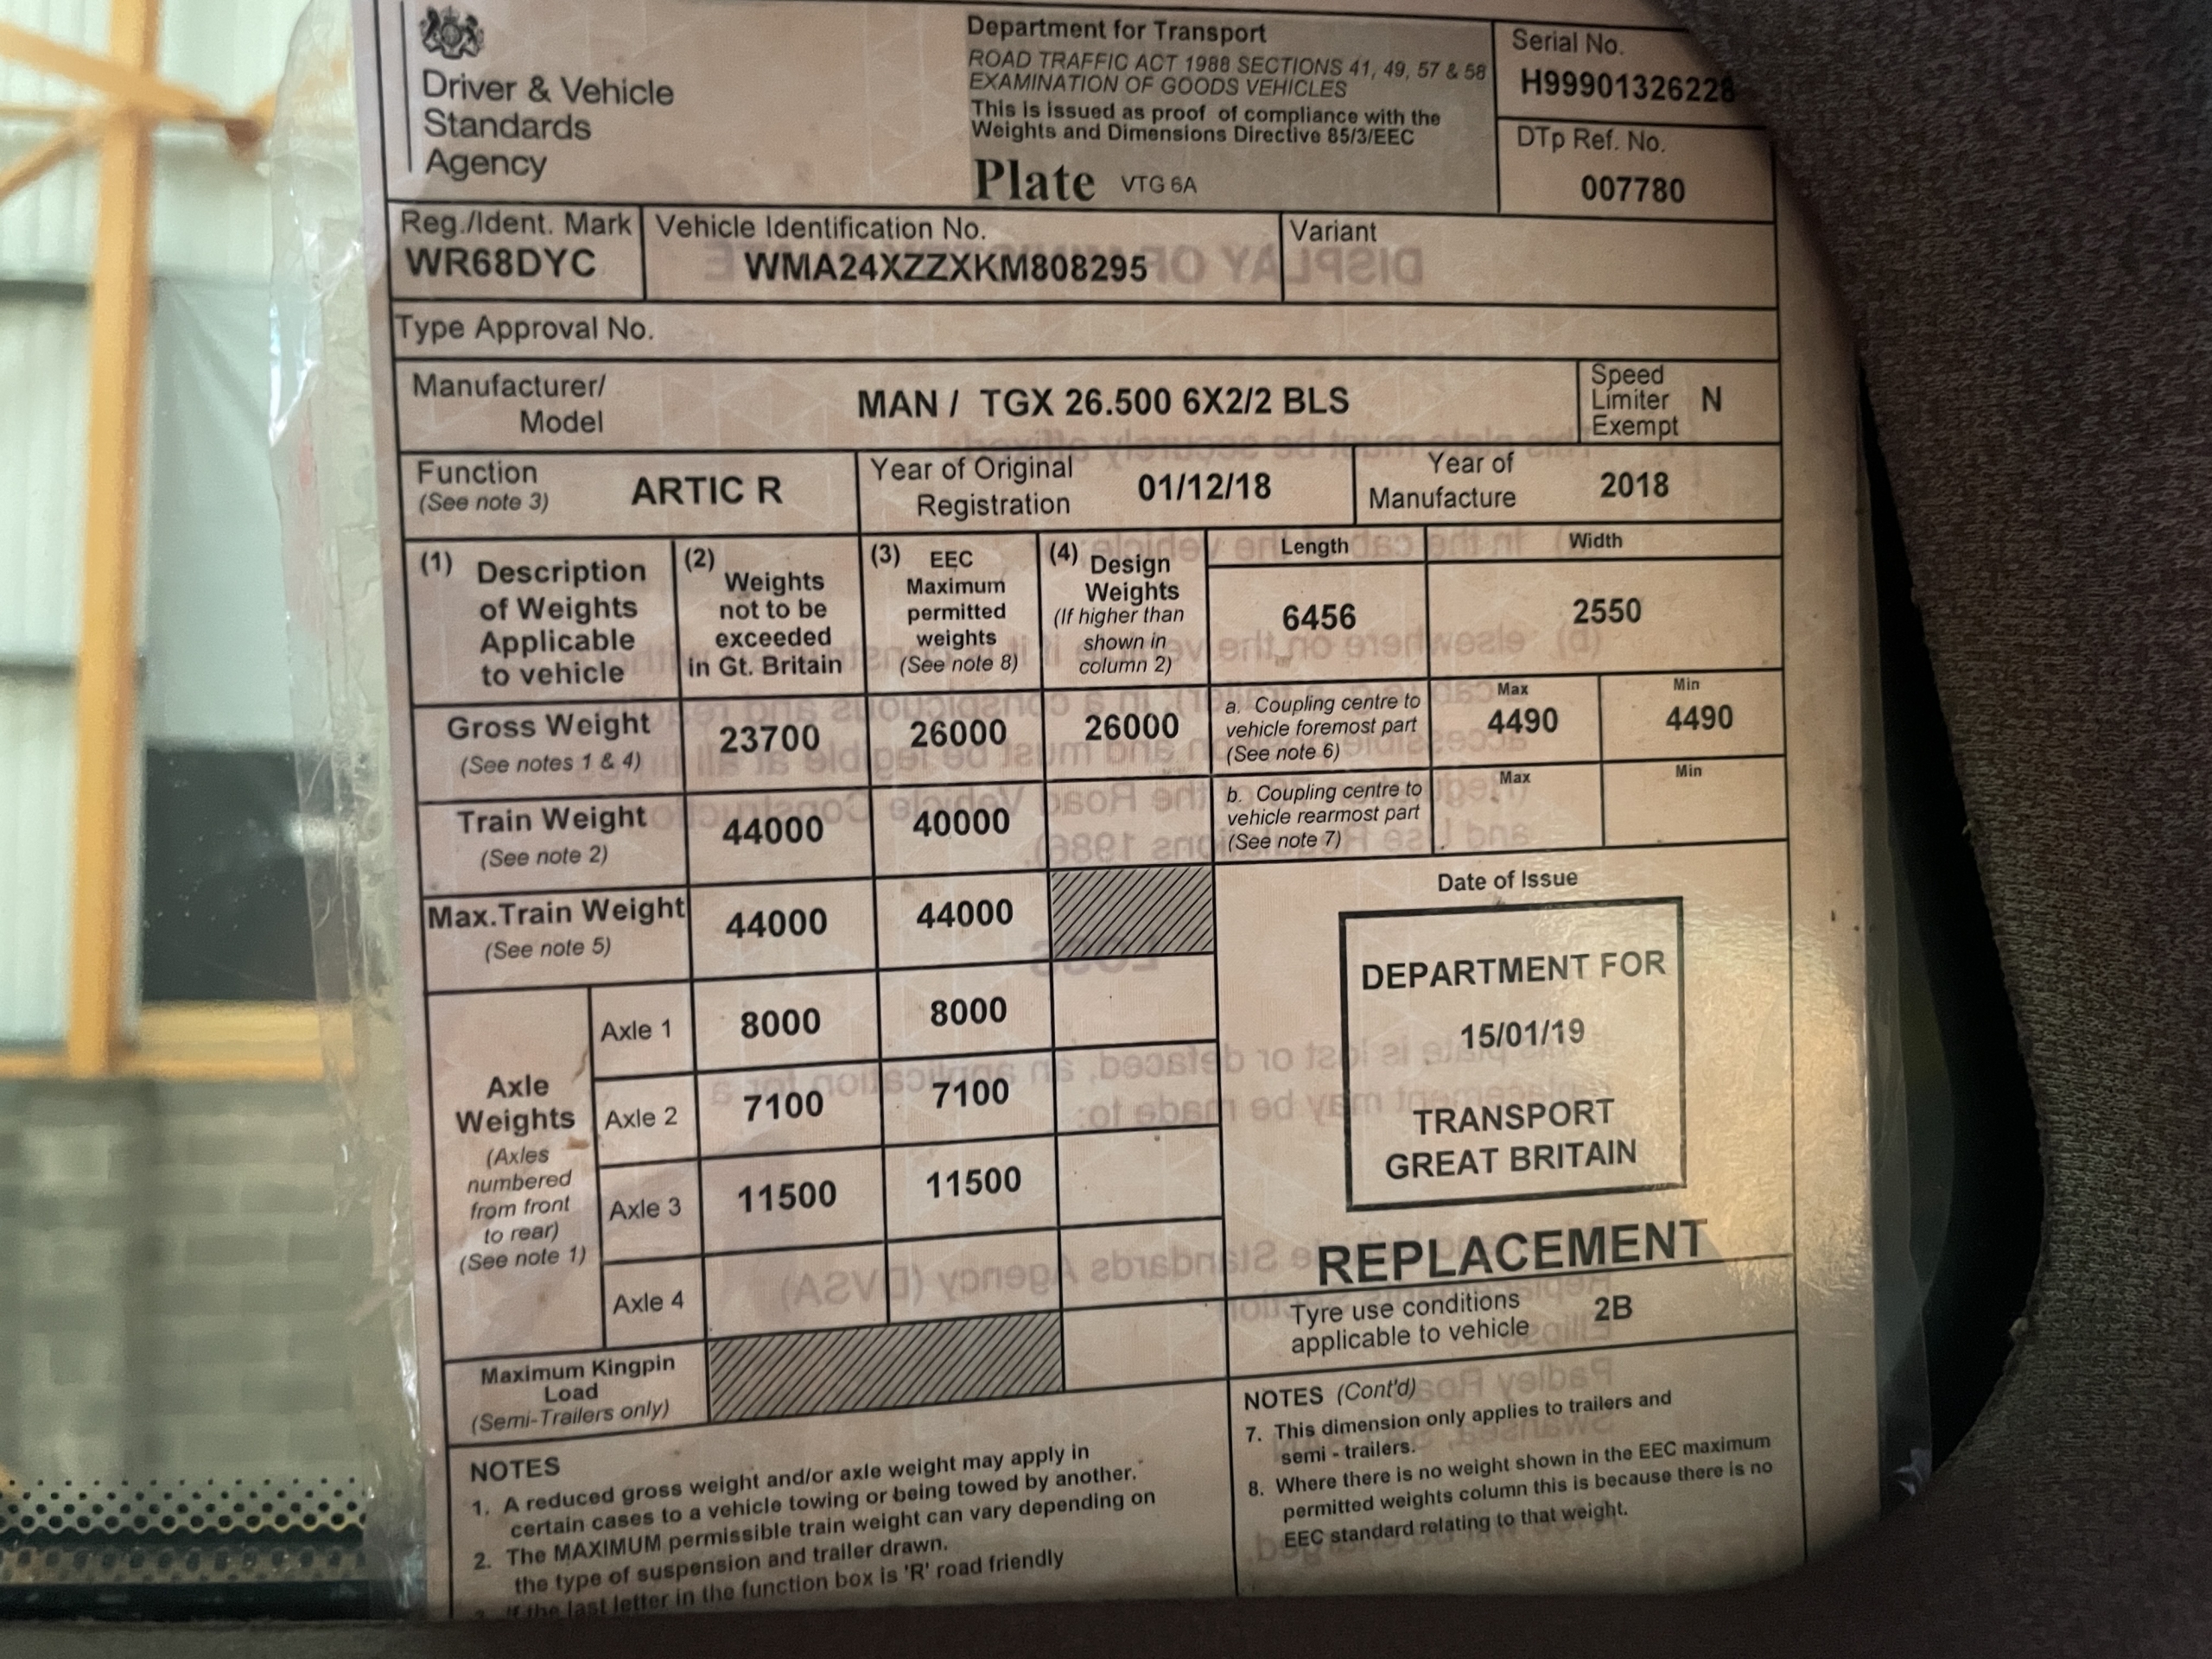 Driver & Vehicle
Standards
Agency
Department for Transport
ROAD TRAFFIC ACT 1988 SECTIONS 41, 49, 57 & 58
EXAMINATION OF GOODS VEHICLES
This is issued as proof of compliance with the
Weights and Dimensions Directive 85/3/EEC
Plate VTG 6A
Serial No.
H99901326228
DTp Ref. No.
007780
Reg./Ident. Mark
WR68DYC
Vehicle Identification No.
WMA24XZZXKM808295
Variant
Type Approval No.
Manufacturer/
Model
MAN / TGX 26.500 6X2/2 BLS
Speed
Limiter
Exempt
N
Function
(See note 3)
ARTIC R
Year of Original
Registration
01/12/18
Year of
Manufacture
2018
(1) Description
of Weights
Applicable
to vehicle
(2) Weights
not to be
exceeded
in Gt. Britain
(3) EEC
Maximum
permitted
weights
(See note 8)
(4) Design
Weights
(If higher than
shown in
column 2)
Length
6456
Width
2550
Gross Weight
(See notes 1 & 4)
23700
26000
26000
a. Coupling centre to
vehicle foremost part
(See note 6)
Max
4490
Min
4490
Train Weight
(See note 2)
44000
40000
b. Coupling centre to
vehicle rearmost part
(See note 7)
Max
Min
Max.Train Weight
(See note 5)
44000
44000
Axle
Weights
(Axles
numbered
from front
to rear)
(See note 1)
Axle 1
8000
8000
Axle 2
7100
7100
Axle 3
11500
11500
Axle 4
Maximum Kingpin
Load
(Semi-Trailers only)
Date of Issue
DEPARTMENT FOR
15/01/19
TRANSPORT
GREAT BRITAIN
REPLACEMENT
Tyre use conditions
applicable to vehicle
2B
NOTES
1. A reduced gross weight and/or axle weight may apply in
certain cases to a vehicle towing or being towed by another.
2. The MAXIMUM permissible train weight can vary depending on
the type of suspension and trailer drawn.
3. If the last letter in the function box is 'R' road friendly
NOTES (Cont'd)
7. This dimension only applies to trailers and
semi - trailers.
8. Where there is no weight shown in the EEC maximum
permitted weights column this is because there is no
EEC standard relating to that weight.